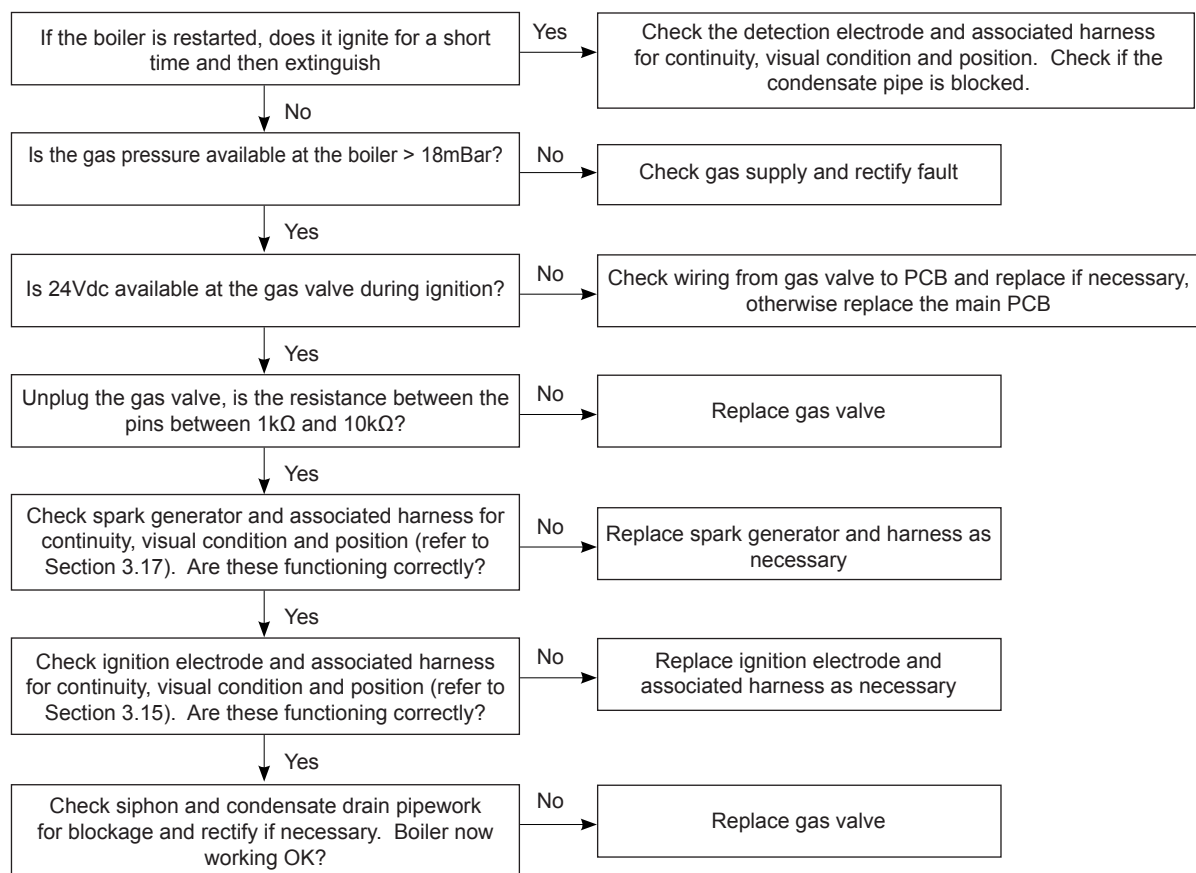 If the boiler is restarted, does it ignite for a short
time and then extinguish
Yes
Check the detection electrode and associated harness
for continuity, visual condition and position.  Check if the
condensate pipe is blocked.
No
Is the gas pressure available at the boiler > 18mBar?
No
Check gas supply and rectify fault
Yes
Is 24Vdc available at the gas valve during ignition?
No
Check wiring from gas valve to PCB and replace if necessary,
otherwise replace the main PCB
Yes
Unplug the gas valve, is the resistance between the
pins between 1kΩ and 10kΩ?
No
Replace gas valve
Yes
Check spark generator and associated harness for
continuity, visual condition and position (refer to
Section 3.17).  Are these functioning correctly?
No
Replace spark generator and harness as
necessary
Yes
Check ignition electrode and associated harness
for continuity, visual condition and position (refer to
Section 3.15).  Are these functioning correctly?
No
Replace ignition electrode and
associated harness as necessary
Yes
Check siphon and condensate drain pipework
for blockage and rectify if necessary.  Boiler now
working OK?
No
Replace gas valve